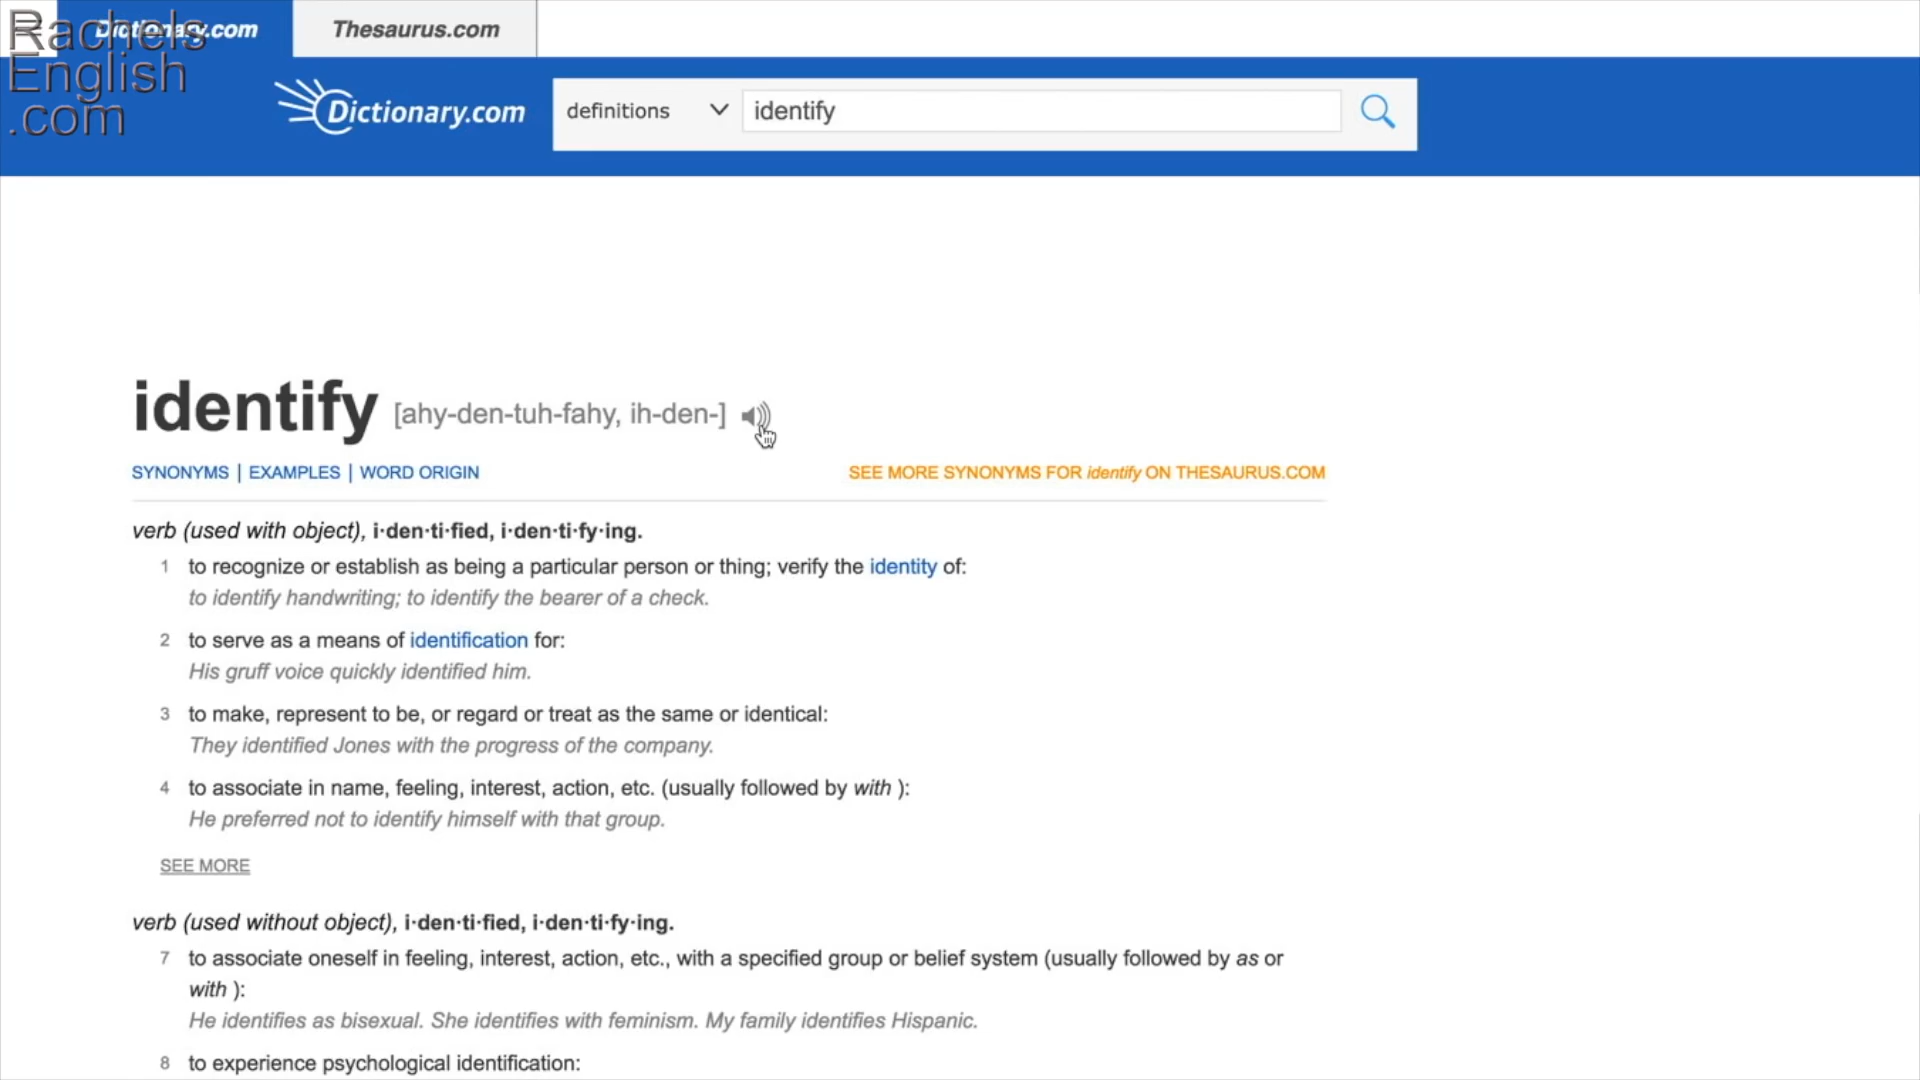 Rachels
English
.com
Dictionary.com
Thesaurus.com
Dictionary.com
definitions
identify
identify [ahy-den-tuh-fahy, ih-den-]
SYNONYMS | EXAMPLES | WORD ORIGIN
SEE MORE SYNONYMS FOR identify ON THESAURUS.COM
verb (used with object), i·den·ti·fied, i·den·ti·fy·ing.
1 to recognize or establish as being a particular person or thing; verify the identity of:
to identify handwriting; to identify the bearer of a check.
2 to serve as a means of identification for:
His gruff voice quickly identified him.
3 to make, represent to be, or regard or treat as the same or identical:
They identified Jones with the progress of the company.
4 to associate in name, feeling, interest, action, etc. (usually followed by with ):
He preferred not to identify himself with that group.
SEE MORE
verb (used without object), i·den·ti·fied, i·den·ti·fy·ing.
7 to associate oneself in feeling, interest, action, etc., with a specified group or belief system (usually followed by as or
with ):
He identifies as bisexual. She identifies with feminism. My family identifies Hispanic.
8 to experience psychological identification: